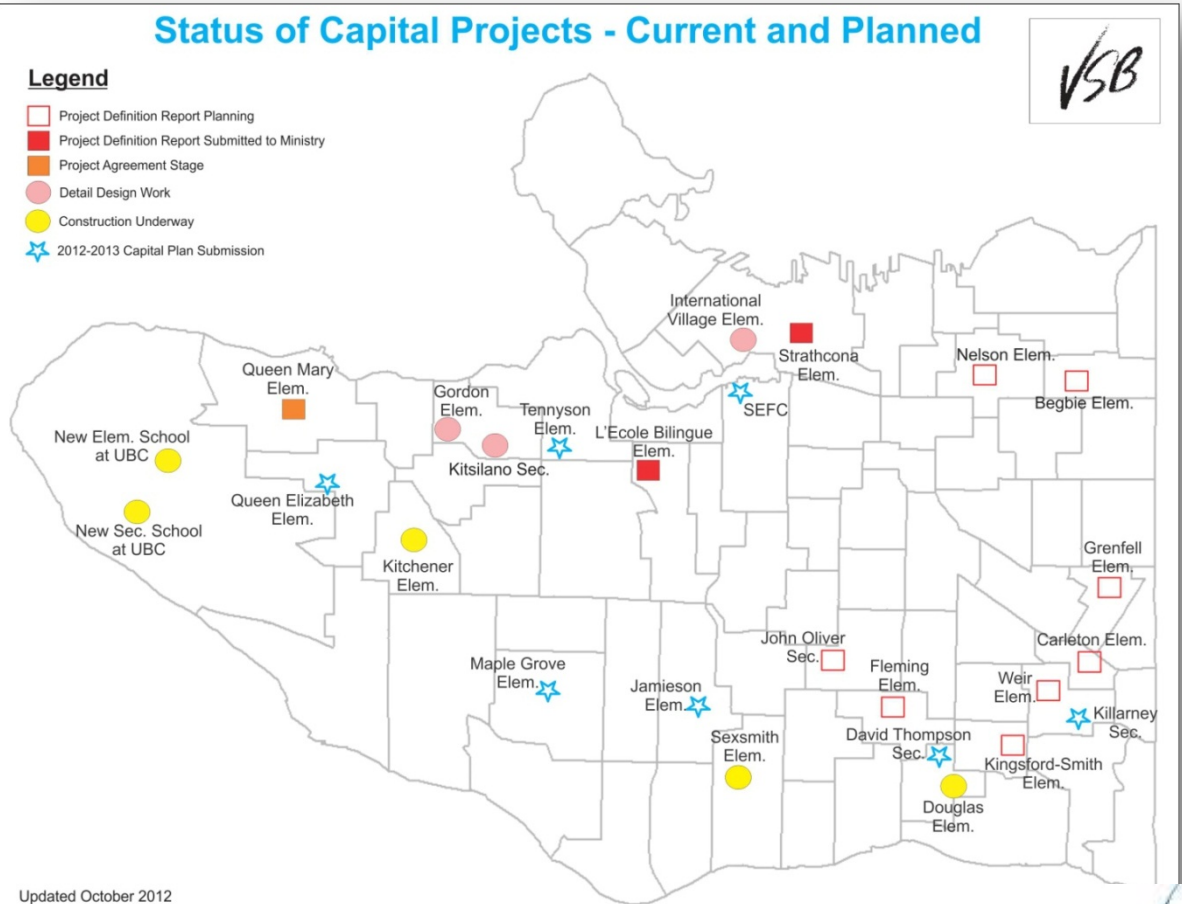 Status of Capital Projects - Current and Planned
VSB
Legend
Project Definition Report Planning
Project Definition Report Submitted to Ministry
Project Agreement Stage
Detail Design Work
Construction Underway
2012-2013 Capital Plan Submission
International
Village Elem.
Strathcona
Elem.
Nelson Elem.
Begbie Elem.
Queen Mary
Elem.
Gordon
Elem.
Tennyson
Elem.
SEFC
L'Ecole Bilingue
Elem.
New Elem. School
at UBC
Kitsilano Sec.
Queen Elizabeth
Elem.
New Sec. School
at UBC
Kitchener
Elem.
Grenfell
Elem.
John Oliver
Sec.
Carleton Elem.
Maple Grove
Elem.
Fleming
Elem.
Weir
Elem.
Jamieson
Elem.
Killarney
Sec.
Sexsmith
Elem.
David Thompson
Sec.
Kingsford-Smith
Elem.
Douglas
Elem.
Updated October 2012